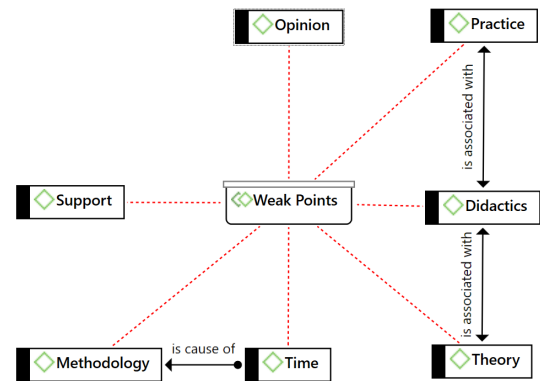 Opinion
Practice
is associated with
Support
Weak Points
Didactics
is associated with
Methodology
is cause of
Time
Theory